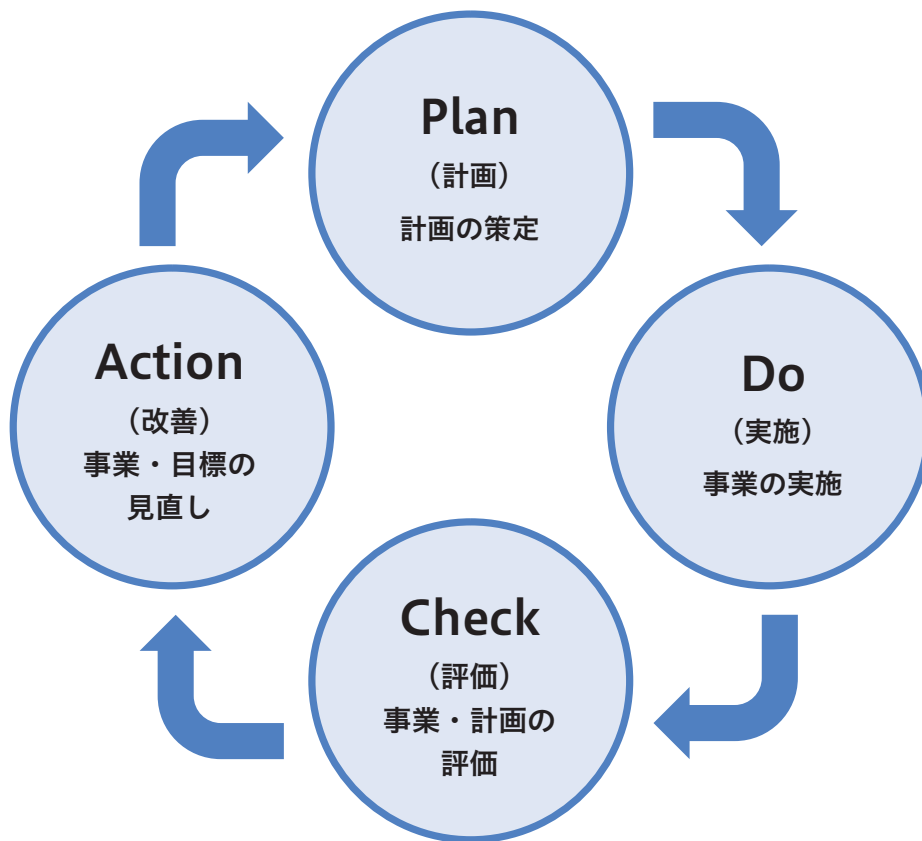 Plan
（計画）
計画の策定
Do
（実施）
事業の実施
Check
（評価）
事業・計画の
評価
Action
（改善）
事業・目標の
見直し